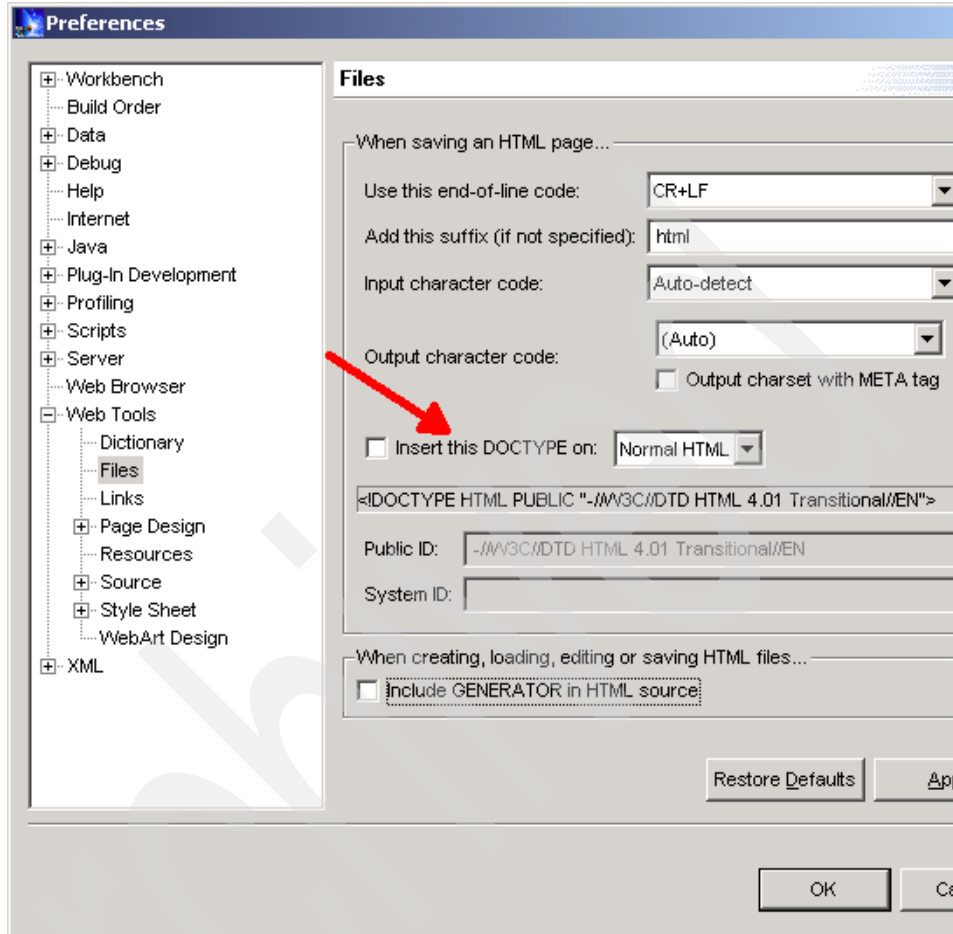 Preferences
Workbench
Build Order
Data
Debug
Help
Internet
Java
Plug-In Development
Profiling
Scripts
Server
Web Browser
Web Tools
Dictionary
Files
Links
Page Design
Resources
Source
Style Sheet
WebArt Design
XML
Files
When saving an HTML page...
Use this end-of-line code: CR+LF
Add this suffix (if not specified): html
Input character code: Auto-detect
Output character code: (Auto)
Output charset with META tag
Insert this DOCTYPE on: Normal HTML
<!DOCTYPE HTML PUBLIC "-//W3C//DTD HTML 4.01 Transitional//EN">
Public ID: -//W3C//DTD HTML 4.01 Transitional//EN
System ID:
When creating, loading, editing or saving HTML files...
Include GENERATOR in HTML source
Restore Defaults App
OK Ca